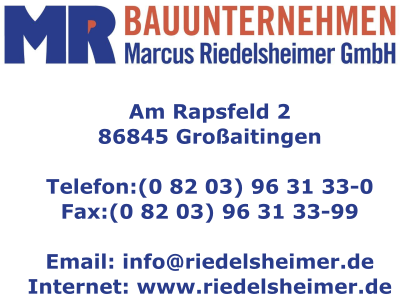 MR BAUUNTERNEHMEN
Marcus Riedelsheimer GmbH
Am Rapsfeld 2
86845 Großaitingen
Telefon:(0 82 03) 96 31 33-0
Fax:(0 82 03) 96 31 33-99
Email: info@riedelsheimer.de
Internet: www.riedelsheimer.de